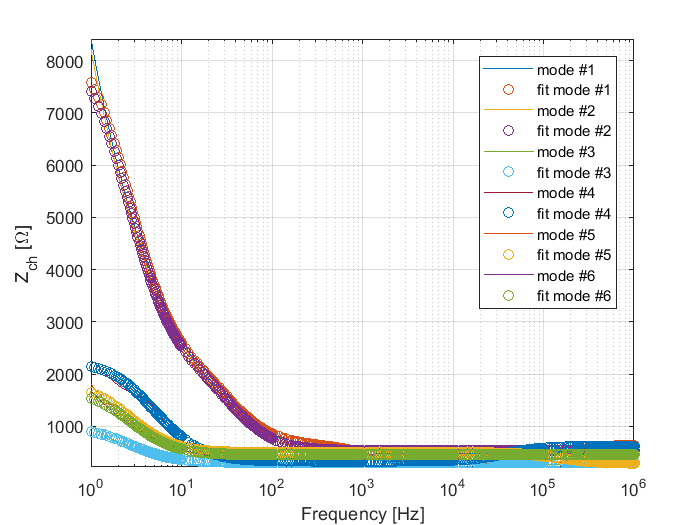 8000
7000
6000
5000
4000
3000
2000
1000
Z_ch [Ω]
mode #1
fit mode #1
mode #2
fit mode #2
mode #3
fit mode #3
mode #4
fit mode #4
mode #5
fit mode #5
mode #6
fit mode #6
10^0 10^1 10^2 10^3 10^4 10^5 10^6
Frequency [Hz]